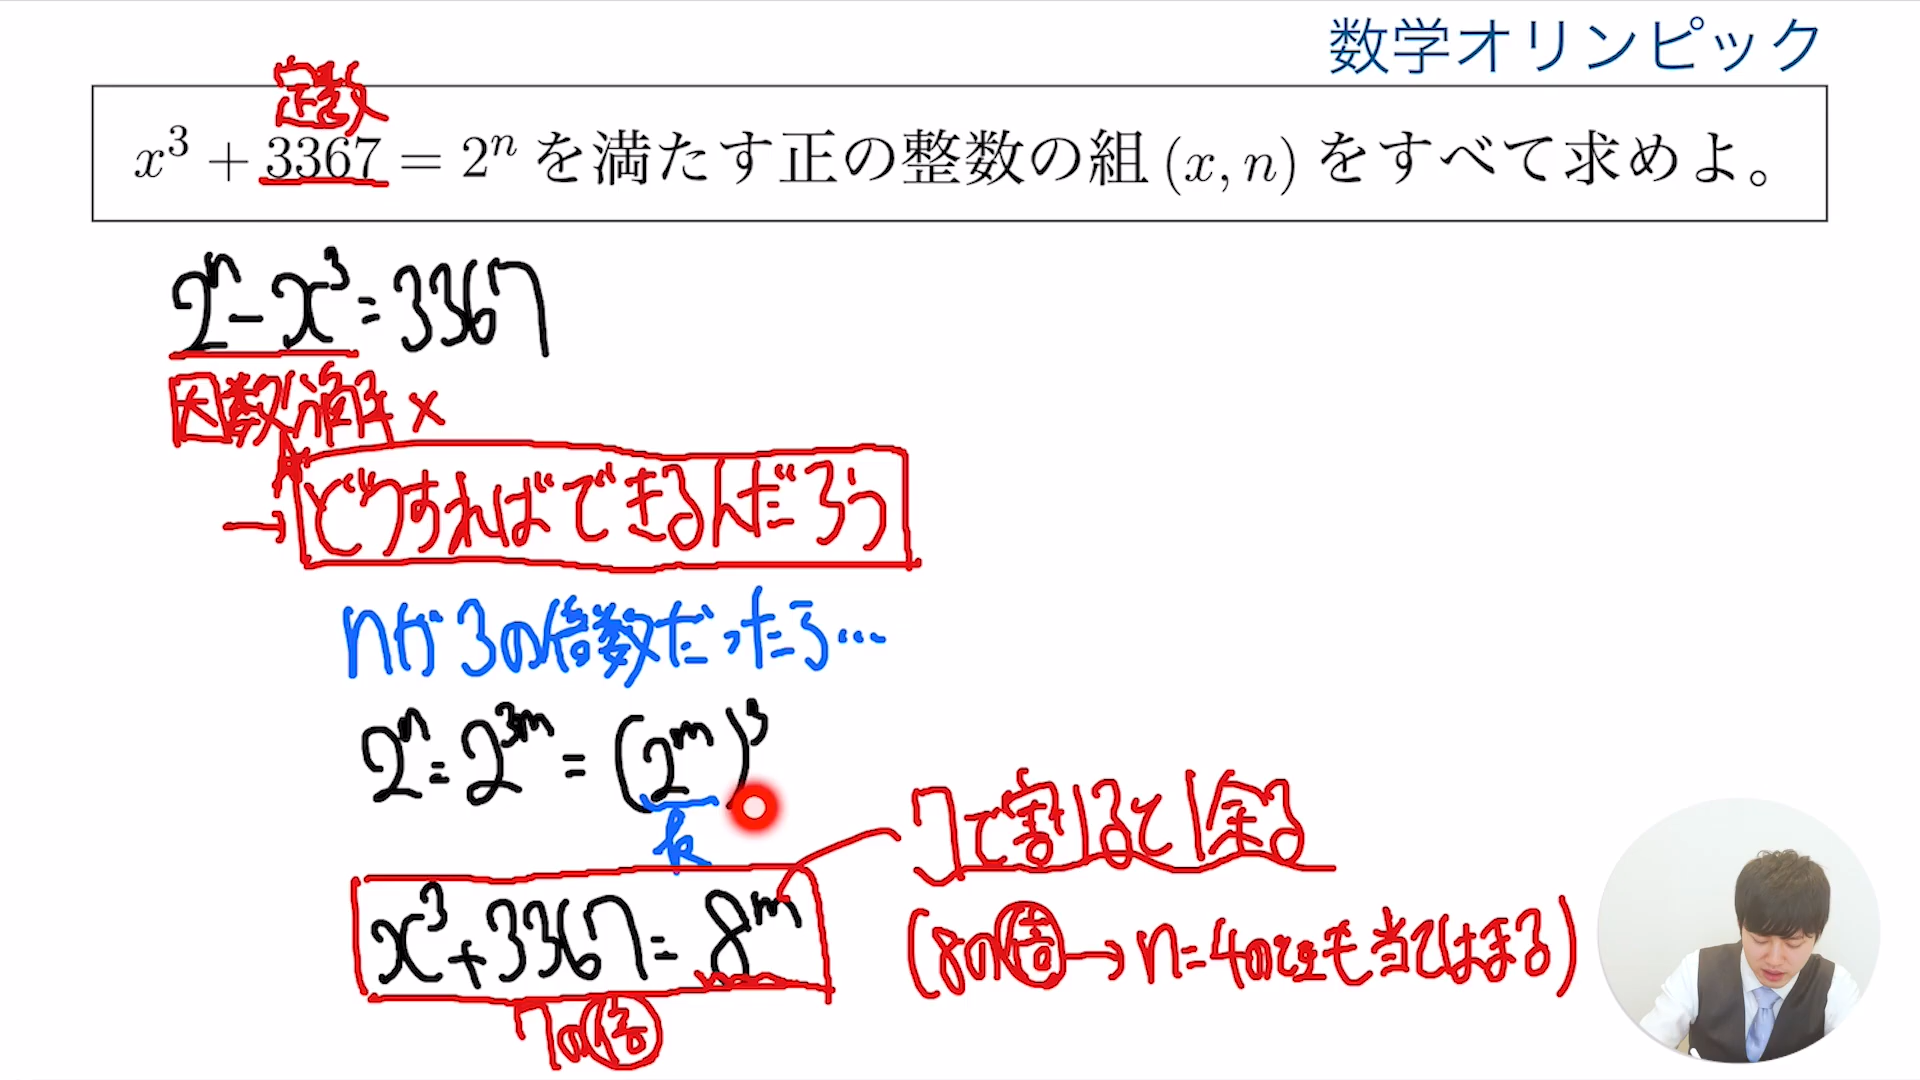 数学オリンピック
定数
x³ + 3367 = 2ⁿ を満たす正の整数の組 (x, n) をすべて求めよ。
2ⁿ-x³=3367
因数分解×
→どうすればできるんだろう
nが3の倍数だったら…
2ⁿ=2³ᵐ=(2ᵐ)³
k
7で割ると1余る
x³+3367=8ᵐ
(8の倍→n=4のときも当てはまる)
7の倍